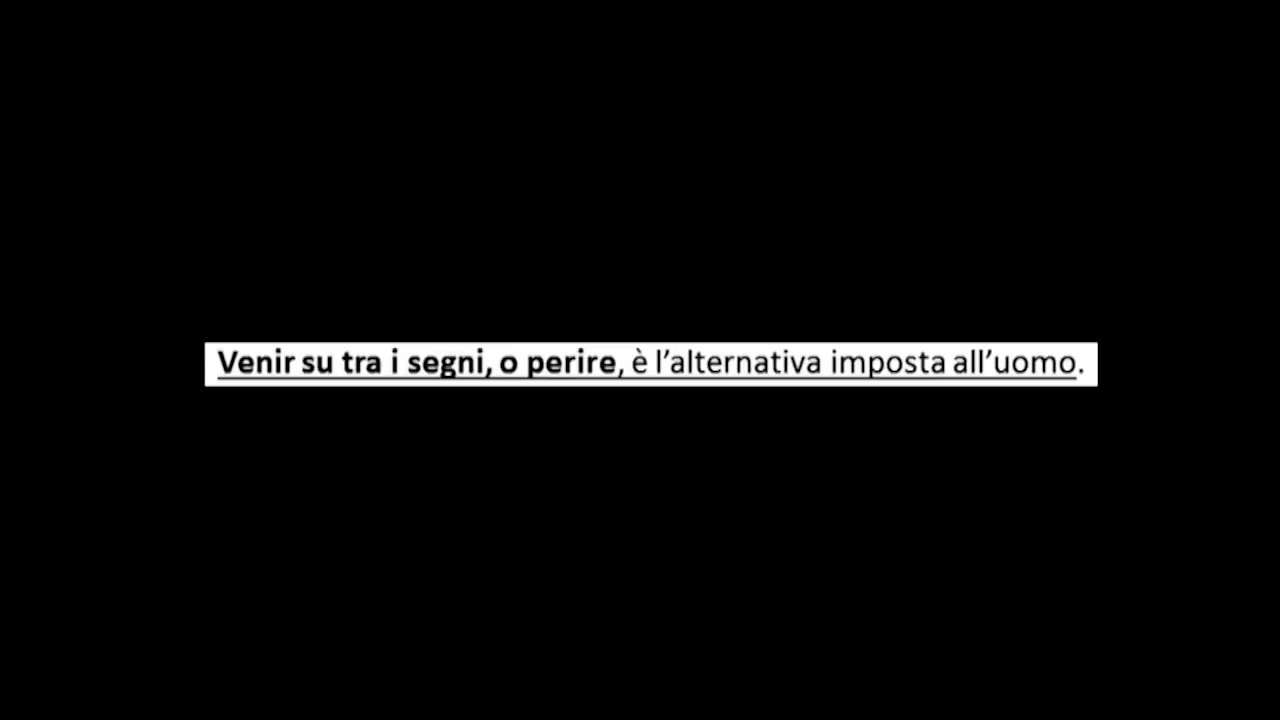 Venir su tra i segni, o perire, è l’alternativa imposta all’uomo.